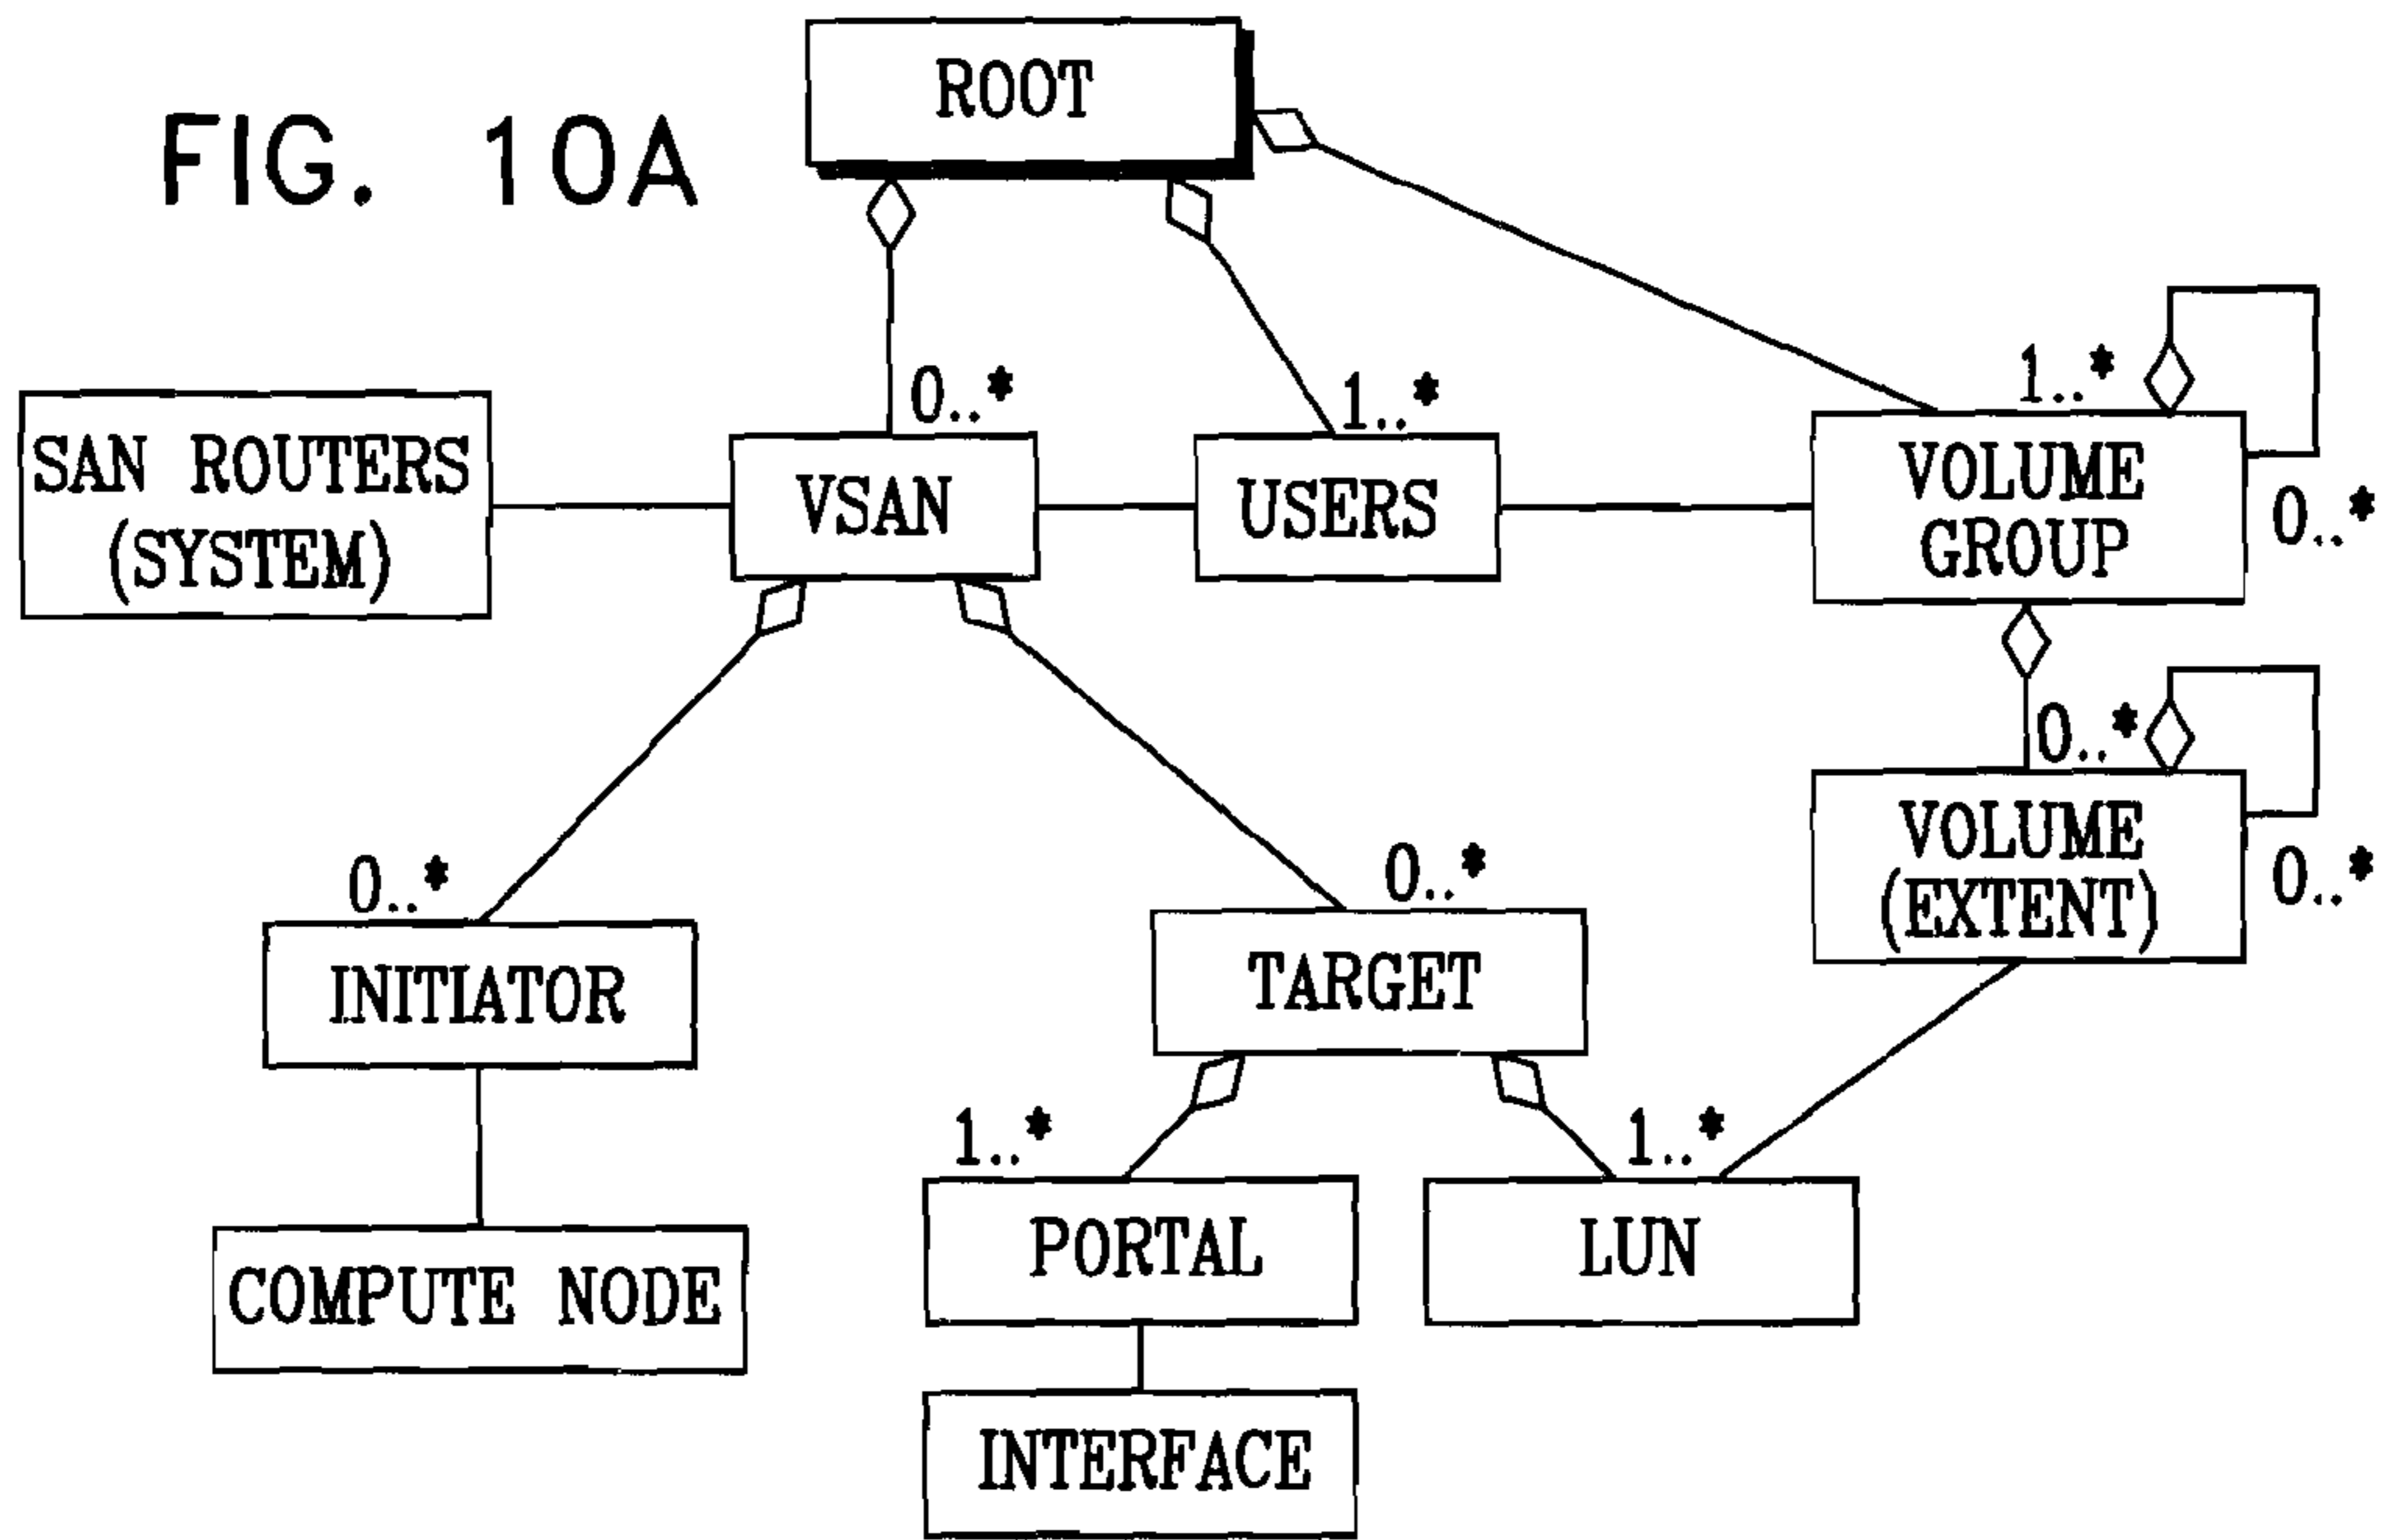 ROOT
FIG. 10A
1..*
0..*
1..*
SAN ROUTERS
(SYSTEM)
VSAN
USERS
VOLUME
GROUP
0..*
0..*
VOLUME
(EXTENT)
0..*
0..*
0..*
INITIATOR
TARGET
1..*
1..*
PORTAL
LUN
COMPUTE NODE
INTERFACE